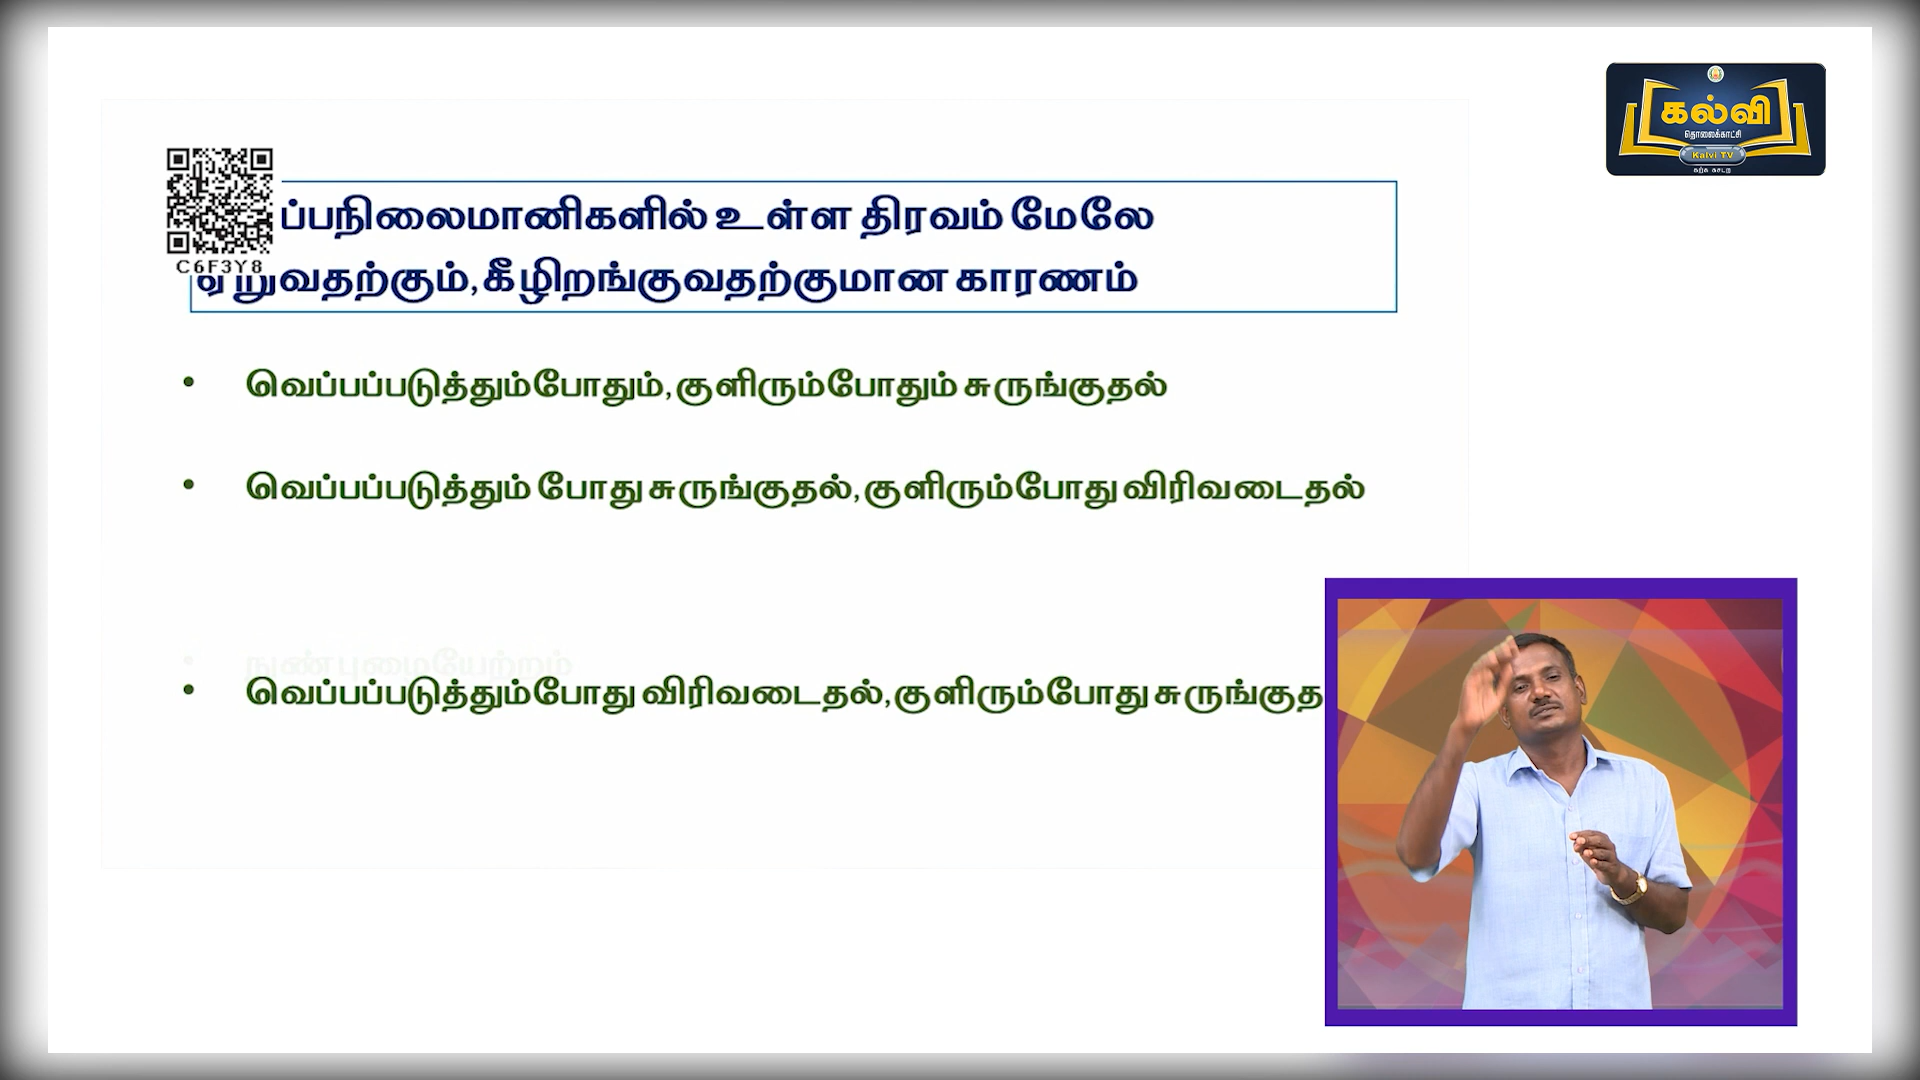 கல்வி
தொலைக்காட்சி
Kalvi TV
C6F3Y8
ப்பநிலைமானிகளில் உள்ள திரவம் மேலே
ஏறுவதற்கும், கீழிறங்குவதற்குமான காரணம்
• வெப்பப்படுத்தும்போதும், குளிரும்போதும் சுருங்குதல்
• வெப்பப்படுத்தும் போது சுருங்குதல், குளிரும்போது விரிவடைதல்
• வெப்பப்படுத்தும்போது விரிவடைதல், குளிரும்போது சுருங்குத